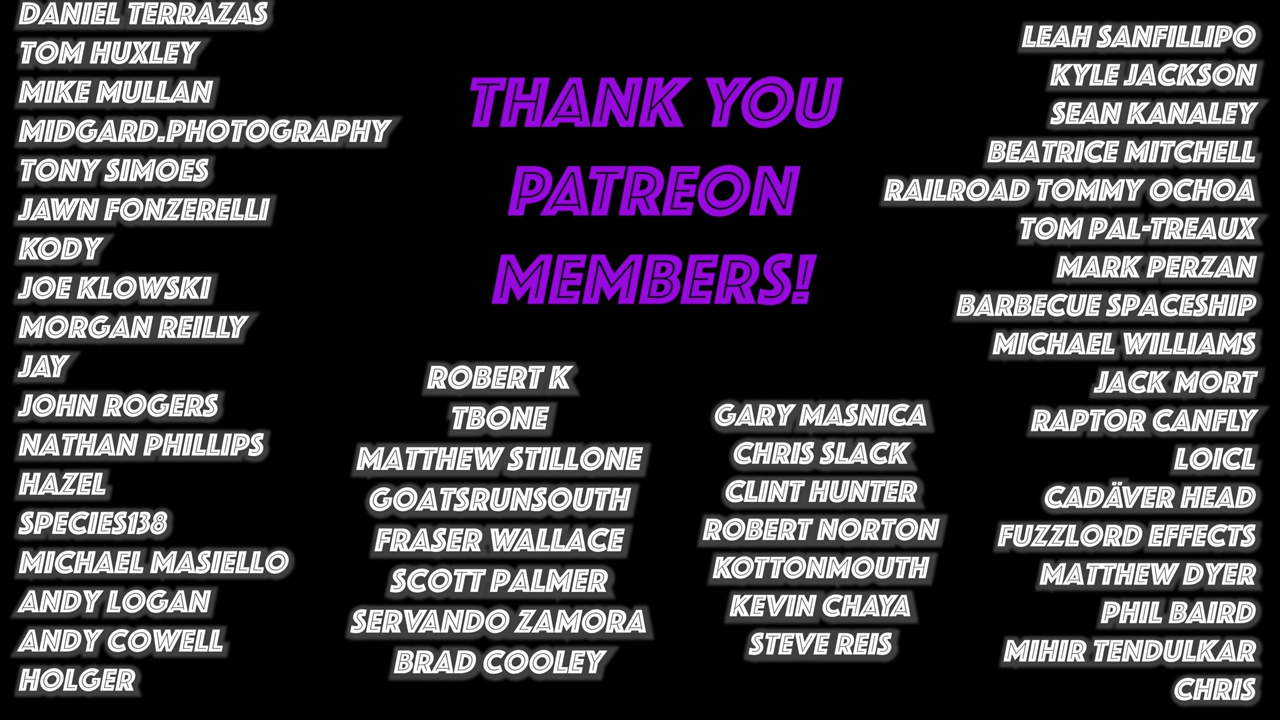 DANIEL TERRAZAS
TOM HUXLEY
MIKE MULLAN
MIDGARD.PHOTOGRAPHY
TONY SIMOES
JAWN FONZERELLI
KODY
JOE KLOWSKI
MORGAN REILLY
JAY
JOHN ROGERS
NATHAN PHILLIPS
HAZEL
SPECIES138
MICHAEL MASIELLO
ANDY LOGAN
ANDY COWELL
HOLGER
THANK YOU
PATREON
MEMBERS!
ROBERT K
TBONE
MATTHEW STILLONE
GOATSRUNSOUTH
FRASER WALLACE
SCOTT PALMER
SERVANDO ZAMORA
BRAD COOLEY
GARY MASNICA
CHRIS SLACK
CLINT HUNTER
ROBERT NORTON
KOTTONMOUTH
KEVIN CHAYA
STEVE REIS
LEAH SANFILLIPO
KYLE JACKSON
SEAN KANALEY
BEATRICE MITCHELL
RAILROAD TOMMY OCHOA
TOM PAL-TREAUX
MARK PERZAN
BARBECUE SPACESHIP
MICHAEL WILLIAMS
JACK MORT
RAPTOR CANFLY
LOICL
CADÄVER HEAD
FUZZLORD EFFECTS
MATTHEW DYER
PHIL BAIRD
MIHIR TENDULKAR
CHRIS